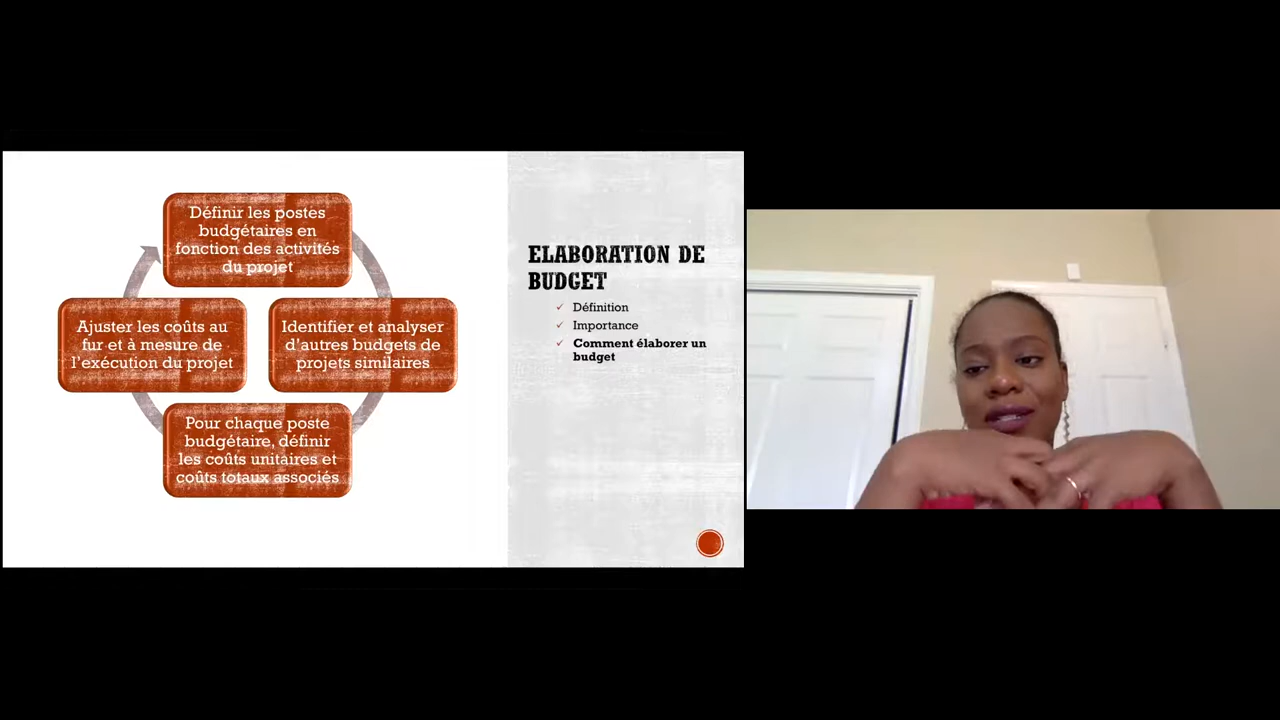 Définir les postes
budgétaires en
fonction des activités
du projet
Identifier et analyser
d'autres budgets de
projets similaires
Pour chaque poste
budgétaire, définir
les coûts unitaires et
coûts totaux associés
Ajuster les coûts au
fur et à mesure de
l'exécution du projet
ELABORATION DE
BUDGET
✓ Définition
✓ Importance
✓ Comment élaborer un
budget